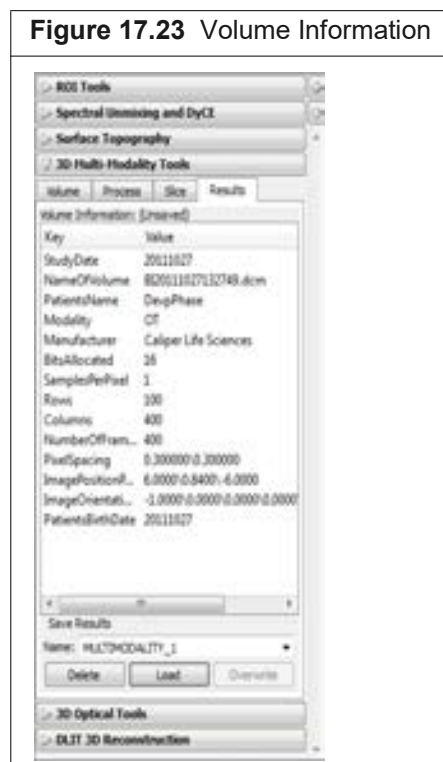 Figure 17.23 Volume Information
ROI Tools
Spectral Unmixing and DyCE
Surface Topography
3D Multi-Modality Tools
Volume Process Slice Results
Volume Information: (Unsaved)
Key Value
StudyDate 20111027
NameOfVolume
PatientsName DevpPhase
Modality OT
Manufacturer Caliper Life Sciences
BitsAllocated 16
SamplesPerPixel 1
Rows 100
Columns 400
NumberOfFram... 400
PixelSpacing 0.300000\0.300000
ImagePositionP... 6.0000\0.8400\-6.0000
ImageOrientati... -1.0000\0.0000\0.0000\0.0000\
PatientsBirthDate 20111027
Save Results
Name: MULTIMODALITY_1
Delete Load Overwrite
3D Optical Tools
DLIT 3D Reconstruction